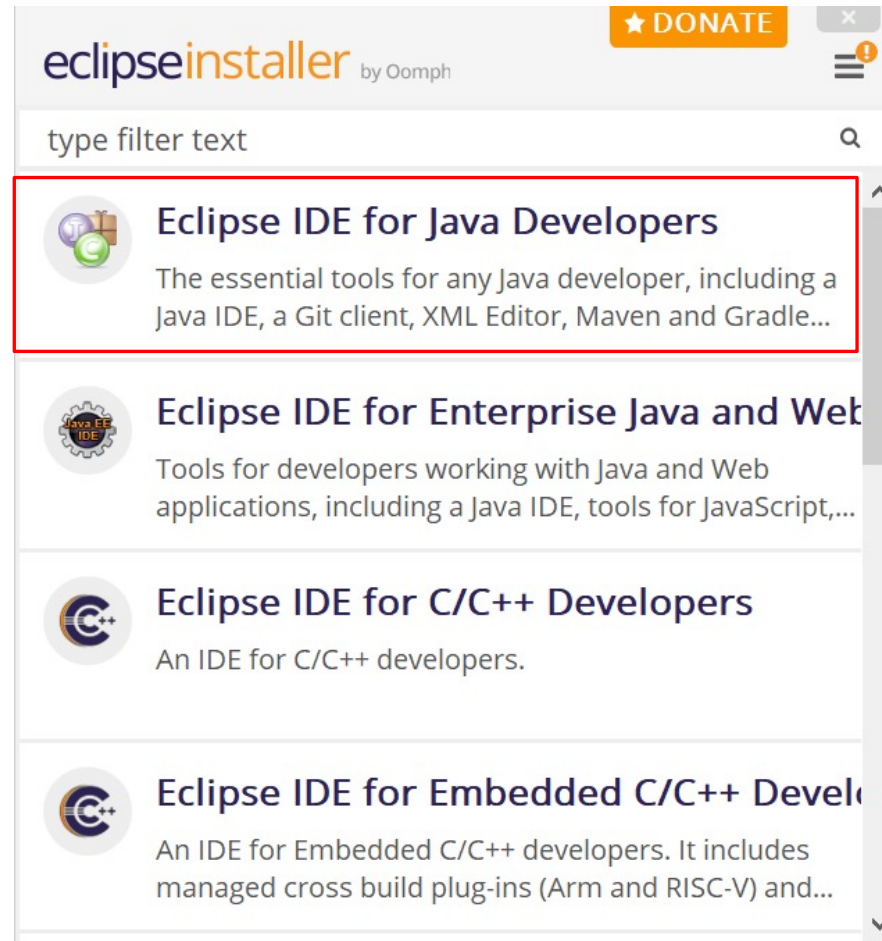 ★ DONATE
eclipseinstaller by Oomph
type filter text
Eclipse IDE for Java Developers
The essential tools for any Java developer, including a
Java IDE, a Git client, XML Editor, Maven and Gradle...
Java EE
IDE
Eclipse IDE for Enterprise Java and Web
Tools for developers working with Java and Web
applications, including a Java IDE, tools for JavaScript,...
C++
Eclipse IDE for C/C++ Developers
An IDE for C/C++ developers.
C++
Eclipse IDE for Embedded C/C++ Develo
An IDE for Embedded C/C++ developers. It includes
managed cross build plug-ins (Arm and RISC-V) and...